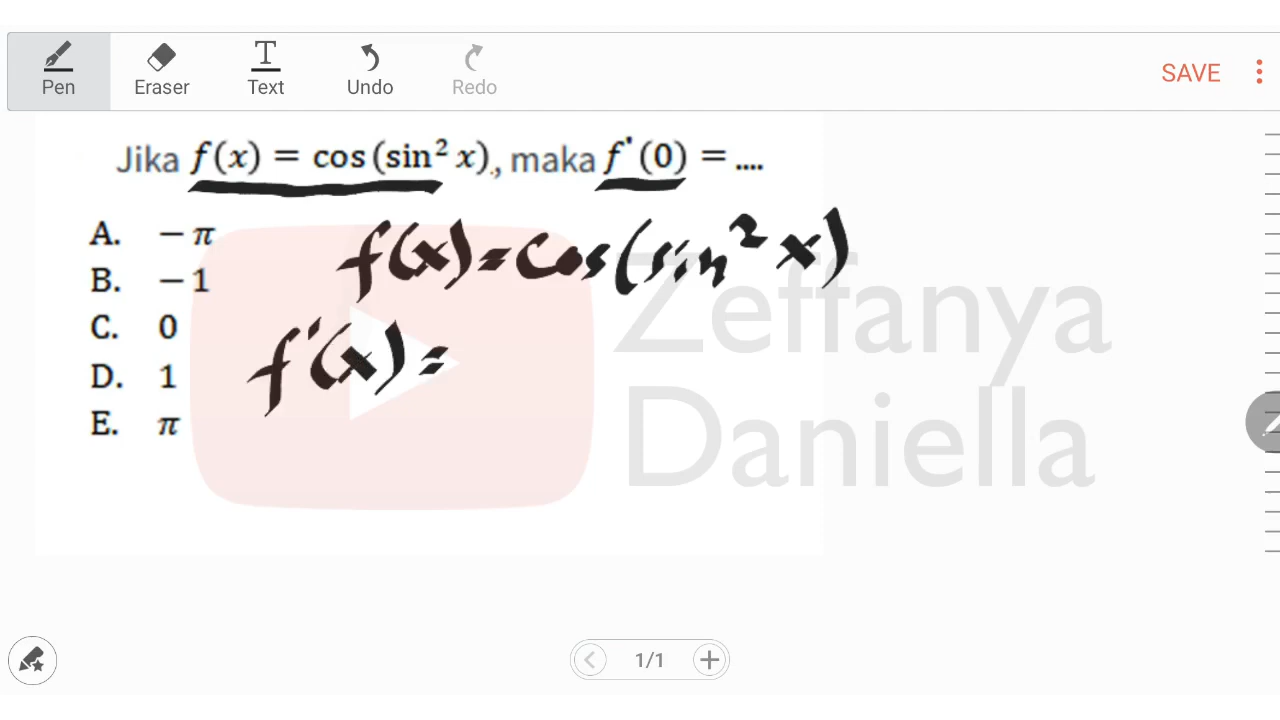 Pen Eraser Text Undo Redo SAVE
Jika f(x) = cos(sin² x), maka f'(0) = ....
A. −π
B. −1
C. 0
D. 1
E. π
f(x)=cos(sin² x)
f'(x)=
Zeffanya
Daniella
1/1